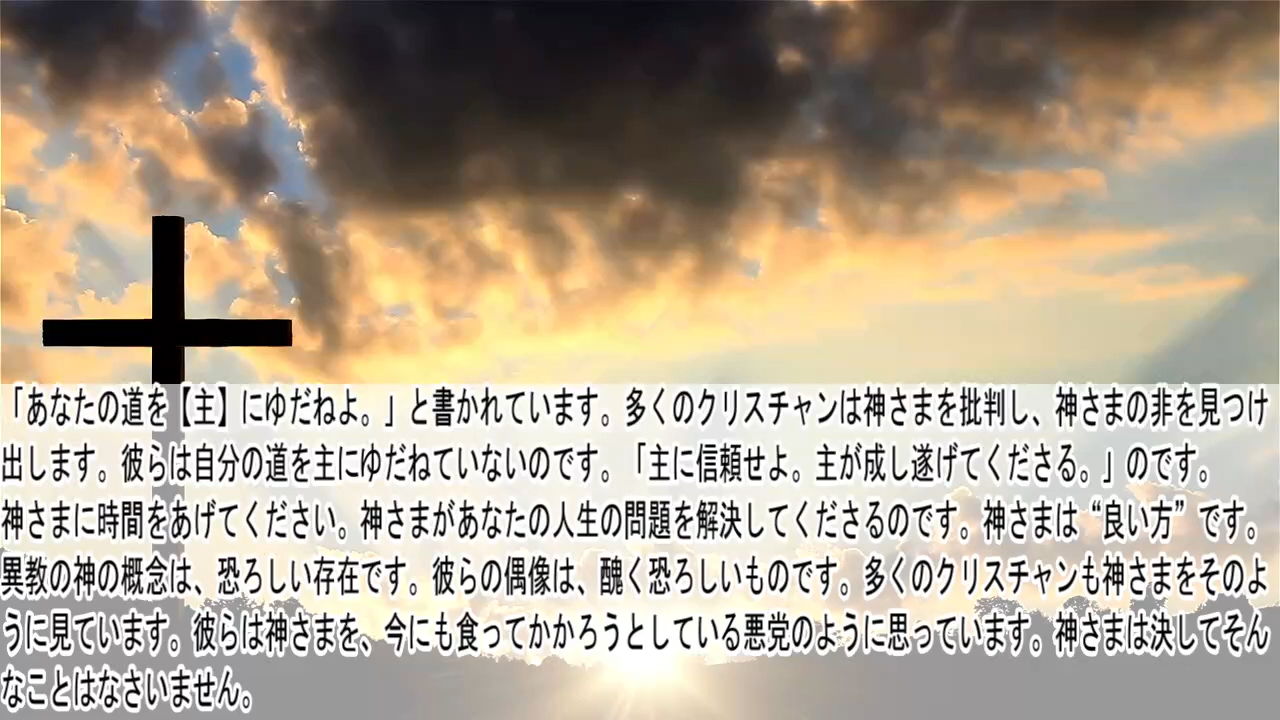 「あなたの道を【主】にゆだねよ。」と書かれています。多くのクリスチャンは神さまを批判し、神さまの非を見つけ
出します。彼らは自分の道を主にゆだねていないのです。「主に信頼せよ。主が成し遂げてくださる。」のです。
神さまに時間をあげてください。神さまがあなたの人生の問題を解決してくださるのです。神さまは“良い方”です。
異教の神の概念は、恐ろしい存在です。彼らの偶像は、醜く恐ろしいものです。多くのクリスチャンも神さまをそのよ
うに見ています。彼らは神さまを、今にも食ってかかろうとしている悪党のように思っています。神さまは決してそん
なことはなさいません。